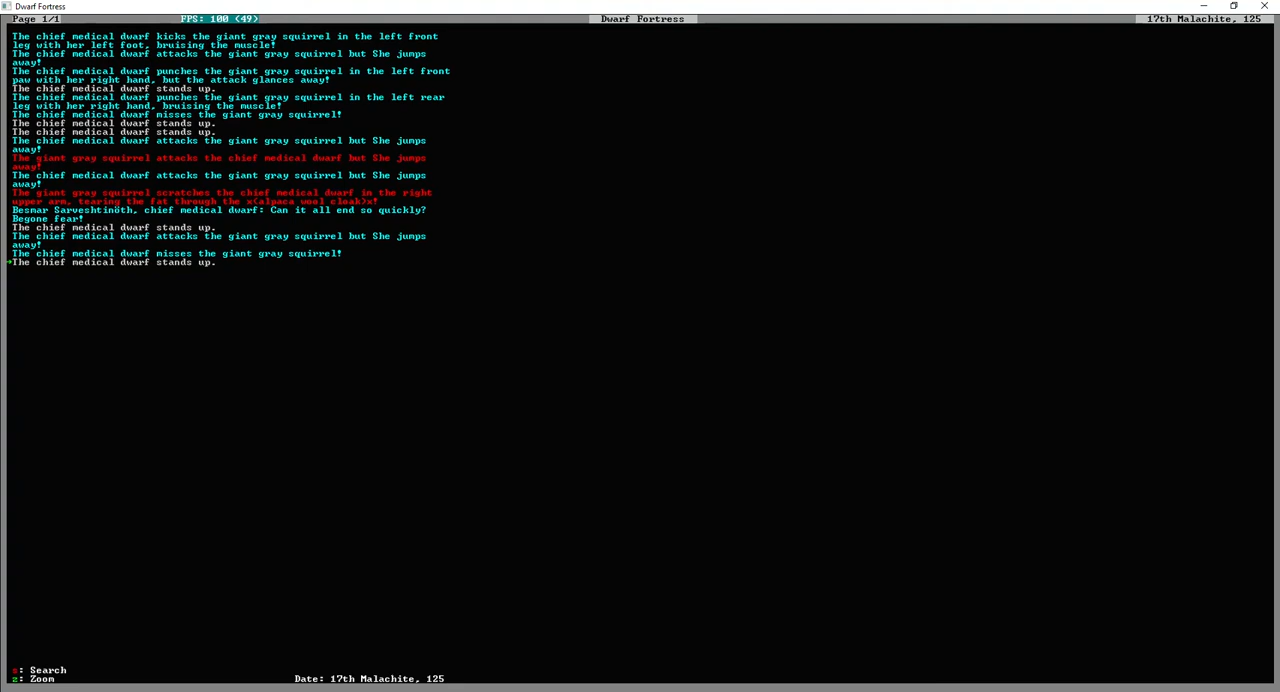 Dwarf Fortress
Page 1/1 FPS: 100 (49) Dwarf Fortress 17th Malachite, 125
The chief medical dwarf kicks the giant gray squirrel in the left front
leg with her left foot, bruising the muscle!
The chief medical dwarf attacks the giant gray squirrel but She jumps
away!
The chief medical dwarf punches the giant gray squirrel in the left front
paw with her right hand, but the attack glances away!
The chief medical dwarf stands up.
The chief medical dwarf punches the giant gray squirrel in the left rear
leg with her right hand, bruising the muscle!
The chief medical dwarf misses the giant gray squirrel!
The chief medical dwarf stands up.
The chief medical dwarf stands up.
The chief medical dwarf attacks the giant gray squirrel but She jumps
away!
The giant gray squirrel attacks the chief medical dwarf but She jumps
away!
The chief medical dwarf attacks the giant gray squirrel but She jumps
away!
The giant gray squirrel scratches the chief medical dwarf in the right
upper arm, tearing the fat through the x(alpaca wool cloak)x!
Besmar Sarveshtinöth, chief medical dwarf: Can it all end so quickly?
Begone fear!
The chief medical dwarf stands up.
The chief medical dwarf attacks the giant gray squirrel but She jumps
away!
The chief medical dwarf misses the giant gray squirrel!
→The chief medical dwarf stands up.
s: Search
z: Zoom Date: 17th Malachite, 125